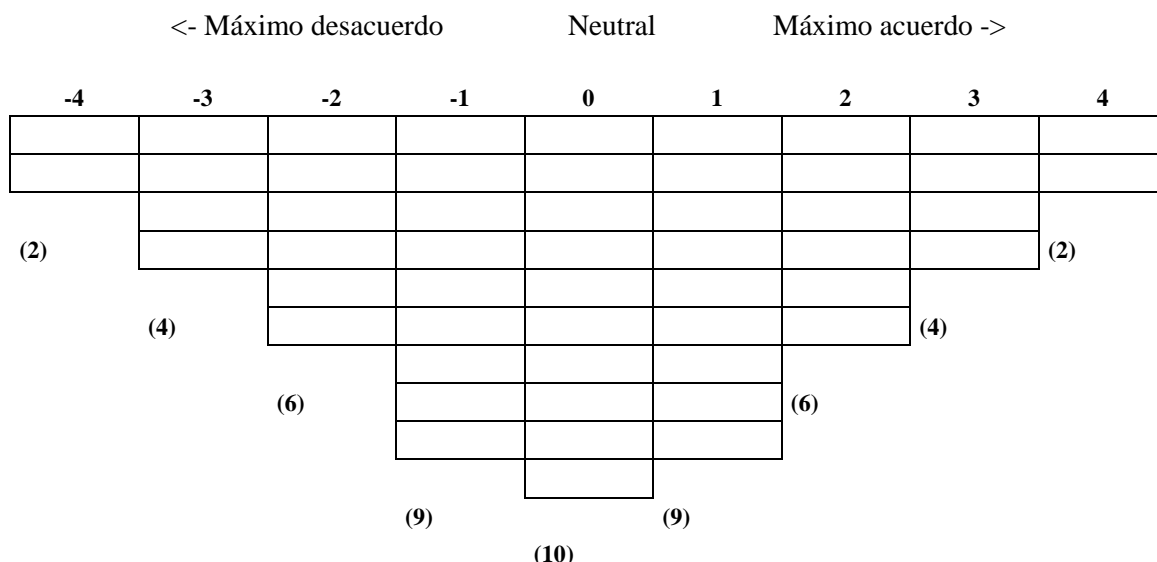 <- Máximo desacuerdo Neutral Máximo acuerdo ->
-4 -3 -2 -1 0 1 2 3 4
(2) (2)
(4) (4)
(6) (6)
(9) (9)
(10)